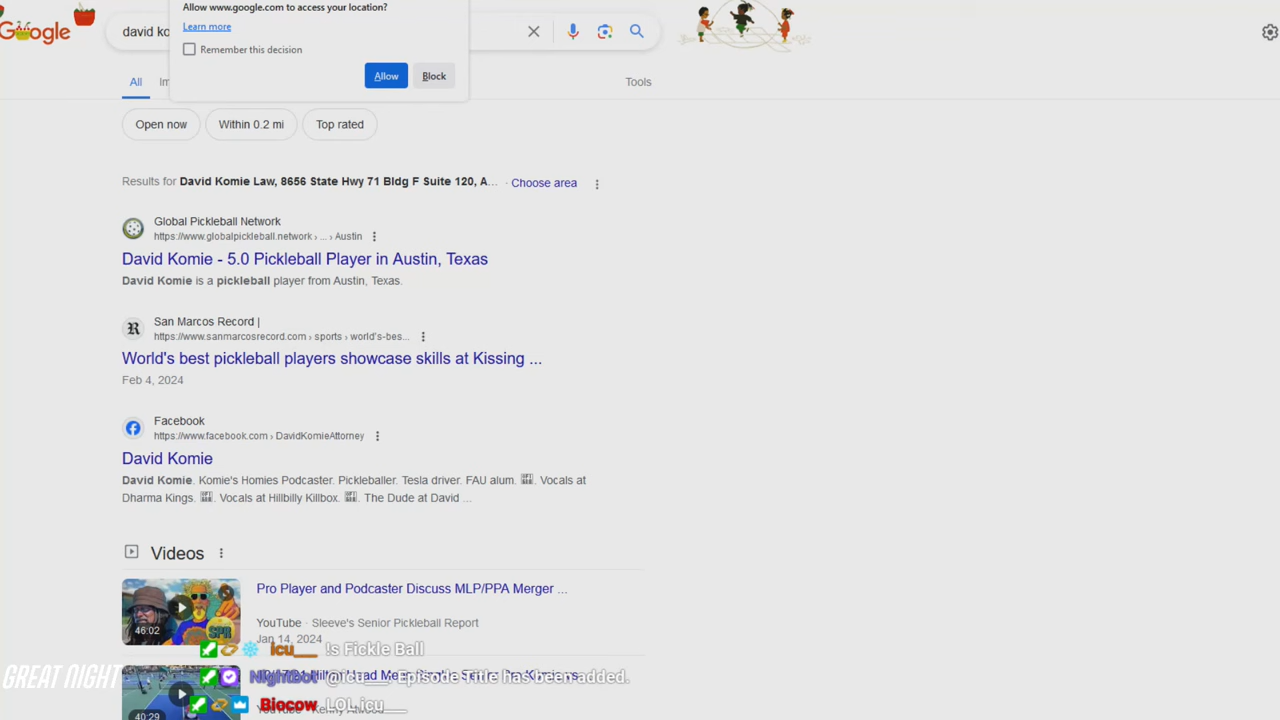 Allow www.google.com to access your location?
Learn more
Remember this decision
Allow
Block
Google
david ko
All
Im
Tools
Open now
Within 0.2 mi
Top rated
Results for David Komie Law, 8656 State Hwy 71 Bldg F Suite 120, A... · Choose area
Global Pickleball Network
https://www.globalpickleball.network › ... › Austin
David Komie - 5.0 Pickleball Player in Austin, Texas
David Komie is a pickleball player from Austin, Texas.
San Marcos Record |
https://www.sanmarcosrecord.com › sports › world's-bes...
World's best pickleball players showcase skills at Kissing ...
Feb 4, 2024
Facebook
https://www.facebook.com › DavidKomieAttorney
David Komie
David Komie. Komie's Homies Podcaster. Pickleballer. Tesla driver. FAU alum. Vocals at
Dharma Kings. Vocals at Hillbilly Killbox. The Dude at David ...
Videos
Pro Player and Podcaster Discuss MLP/PPA Merger ...
SPR
46:02
YouTube · Sleeve's Senior Pickleball Report
Jan 14, 2024
icu___ !s Fickle Ball
GREAT NIGHT
Nightbot @icu___ Episode Title has been added.
Biocow LOL icu___
40:29
YouTube